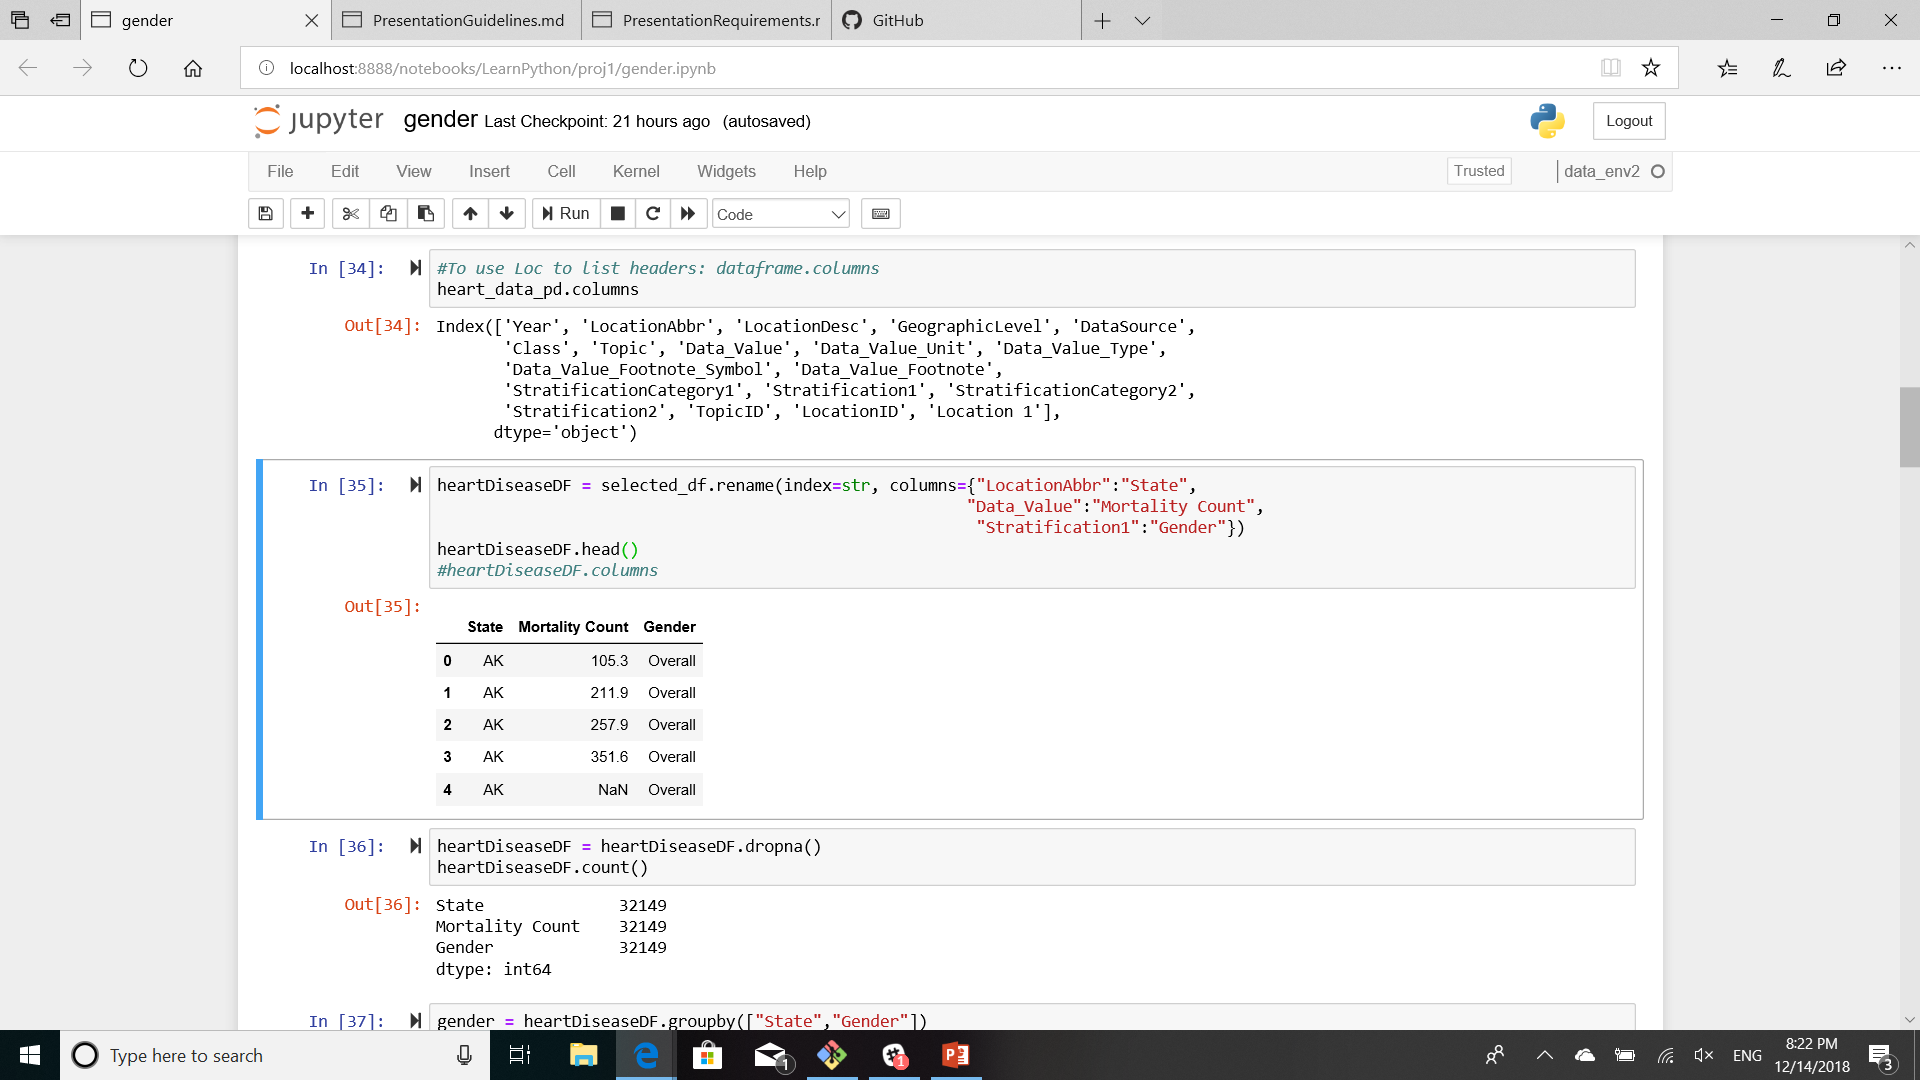 gender
PresentationGuidelines.md
PresentationRequirements.r
GitHub
localhost:8888/notebooks/LearnPython/proj1/gender.ipynb
jupyter gender Last Checkpoint: 21 hours ago (autosaved)
Logout
File Edit View Insert Cell Kernel Widgets Help
Trusted
data_env2
Run
Code
In [34]: #To use Loc to list headers: dataframe.columns
heart_data_pd.columns
Out[34]: Index(['Year', 'LocationAbbr', 'LocationDesc', 'GeographicLevel', 'DataSource',
'Class', 'Topic', 'Data_Value', 'Data_Value_Unit', 'Data_Value_Type',
'Data_Value_Footnote_Symbol', 'Data_Value_Footnote',
'StratificationCategory1', 'Stratification1', 'StratificationCategory2',
'Stratification2', 'TopicID', 'LocationID', 'Location 1'],
dtype='object')
In [35]: heartDiseaseDF = selected_df.rename(index=str, columns={"LocationAbbr":"State",
"Data_Value":"Mortality Count",
"Stratification1":"Gender"})
heartDiseaseDF.head()
#heartDiseaseDF.columns
Out[35]:
State Mortality Count Gender
0 AK 105.3 Overall
1 AK 211.9 Overall
2 AK 257.9 Overall
3 AK 351.6 Overall
4 AK NaN Overall
In [36]: heartDiseaseDF = heartDiseaseDF.dropna()
heartDiseaseDF.count()
Out[36]: State 32149
Mortality Count 32149
Gender 32149
dtype: int64
In [37]: gender = heartDiseaseDF.groupby(["State","Gender"])
Type here to search
1
1
ENG
8:22 PM
12/14/2018
3